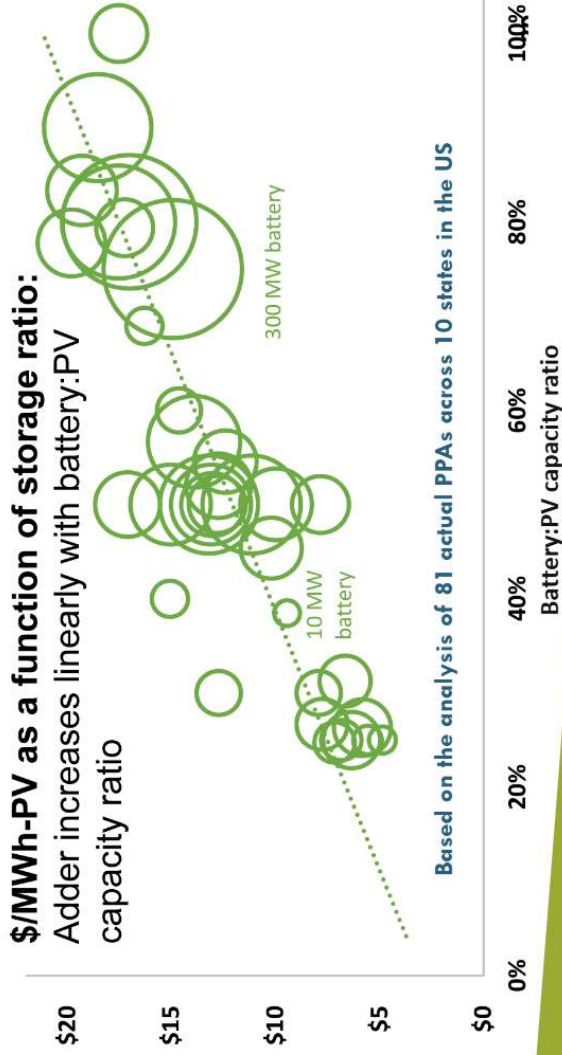 $/MWh-PV as a function of storage ratio:
Adder increases linearly with battery:PV
capacity ratio
$20
$15
$10
$5
$0
10 MW
battery
300 MW battery
Based on the analysis of 81 actual PPAs across 10 states in the US
0%
20%
40%
60%
80%
100%
Battery:PV capacity ratio